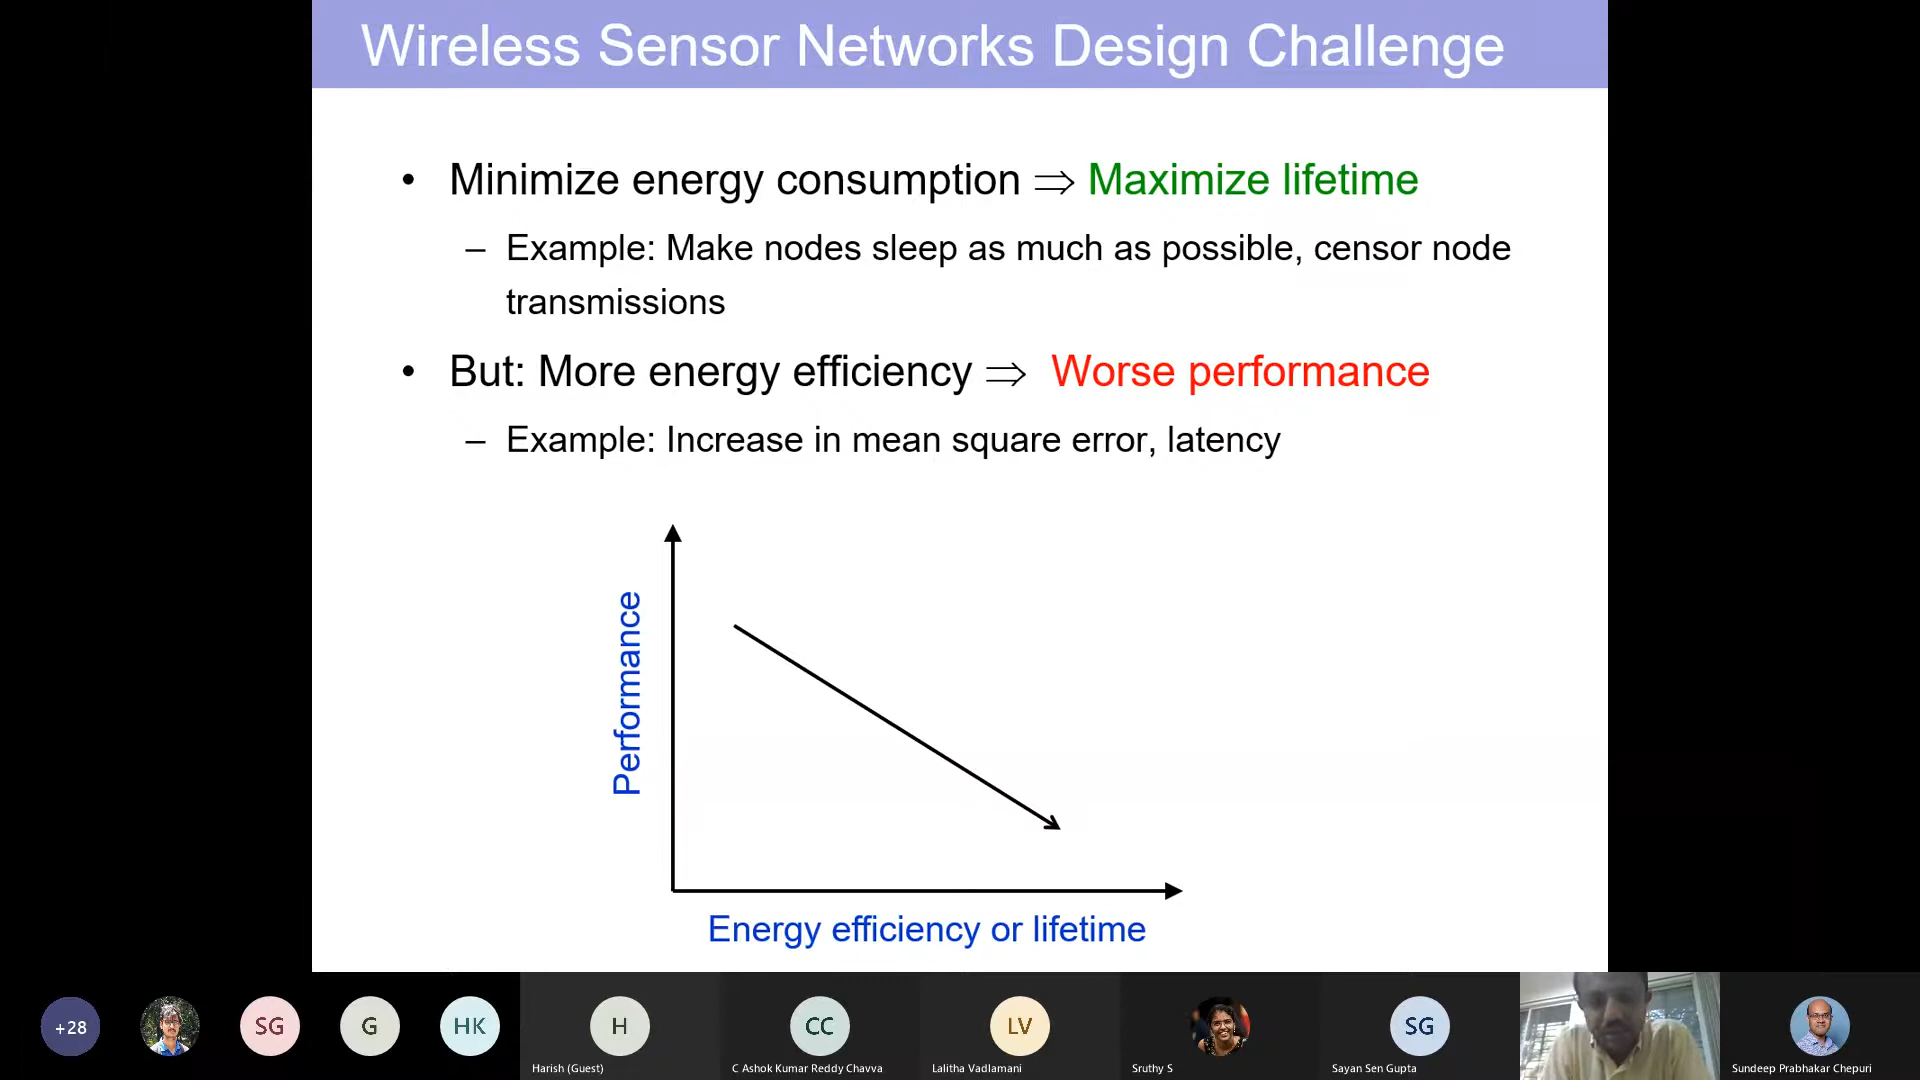 Wireless Sensor Networks Design Challenge
• Minimize energy consumption ⇒ Maximize lifetime
– Example: Make nodes sleep as much as possible, censor node
transmissions
• But: More energy efficiency ⇒ Worse performance
– Example: Increase in mean square error, latency
Performance
Energy efficiency or lifetime
+28
SG
G
HK
H
Harish (Guest)
CC
C Ashok Kumar Reddy Chavva
LV
Lalitha Vadlamani
Sruthy S
SG
Sayan Sen Gupta
Sundeep Prabhakar Chepuri